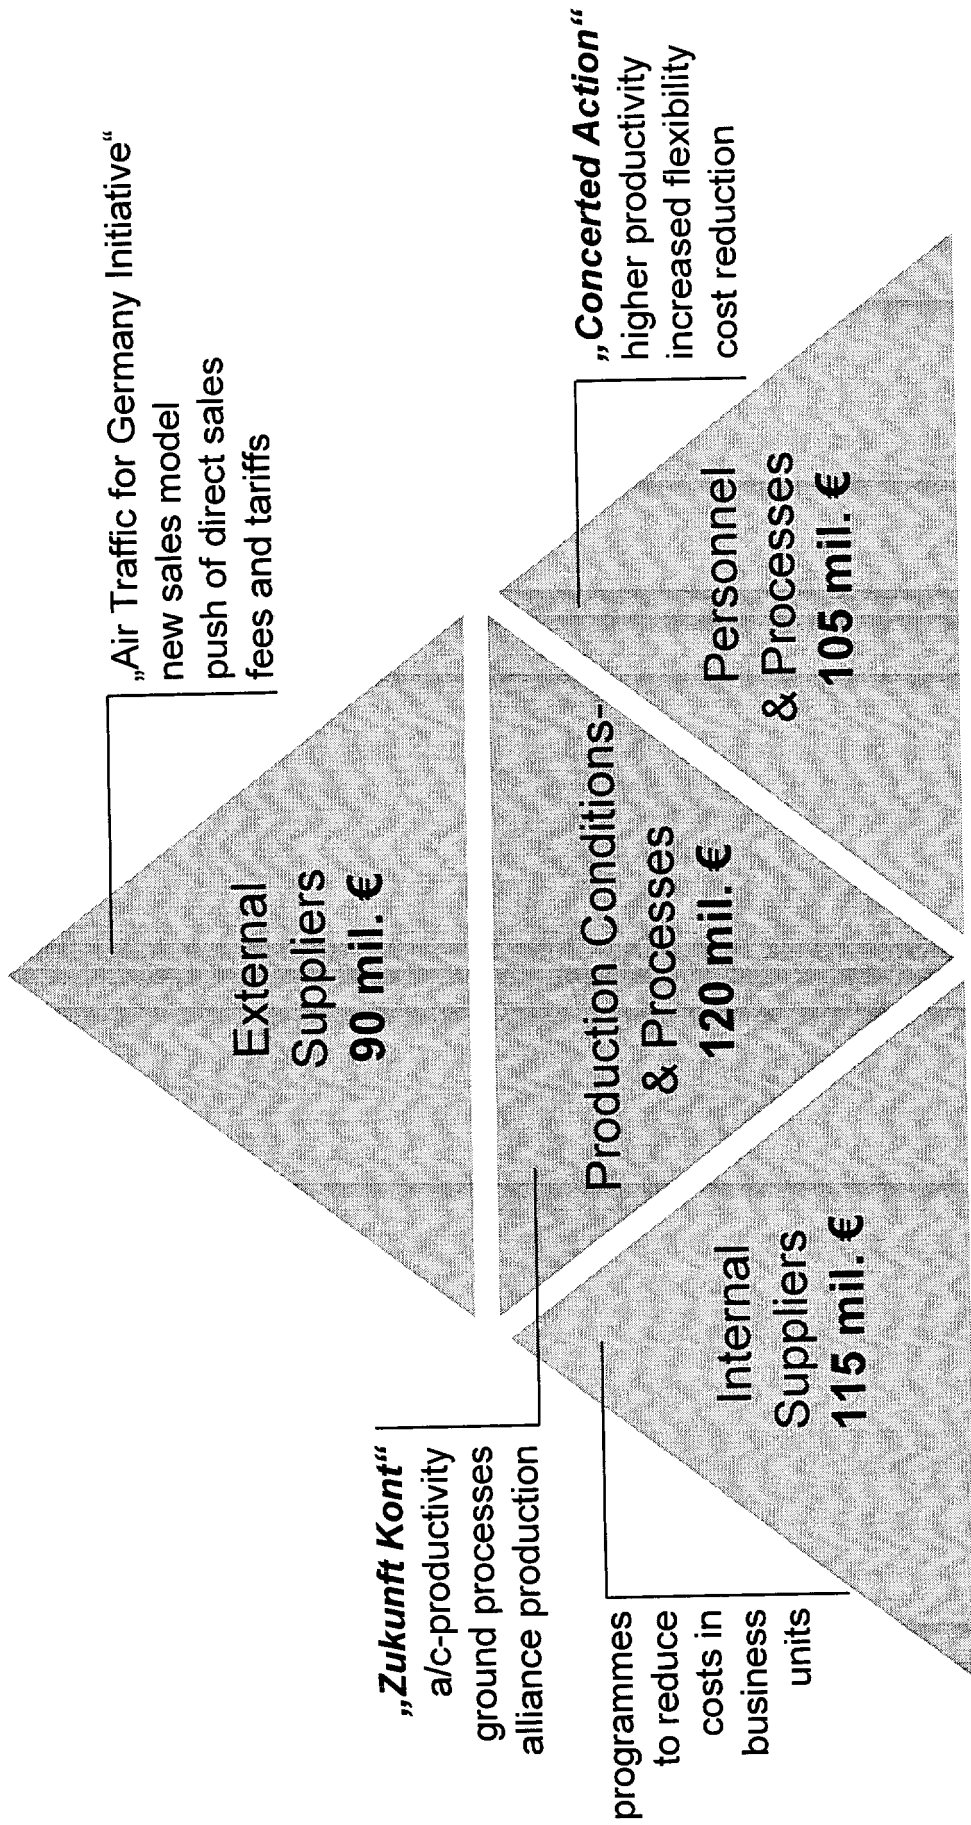 „Air Traffic for Germany Initiative“
new sales model
push of direct sales
fees and tariffs
External
Suppliers
90 mil. €
„Zukunft Kont“
a/c-productivity
ground processes
alliance production
Production Conditions-
& Processes
120 mil. €
„Concerted Action“
higher productivity
increased flexibility
cost reduction
programmes
to reduce
costs in
business
units
Internal
Suppliers
115 mil. €
Personnel
& Processes
105 mil. €